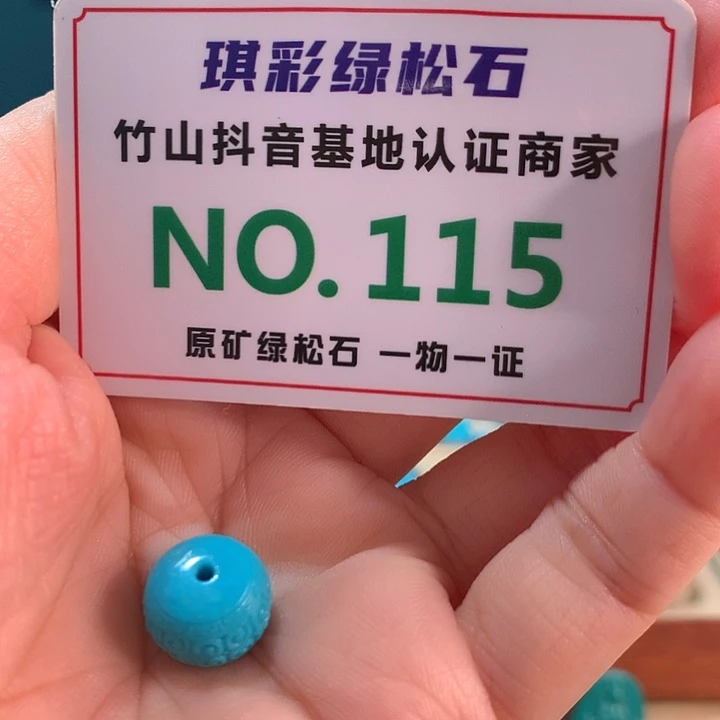 琪彩绿松石
竹山抖音基地认证商家
NO.115
原矿绿松石 一物一证